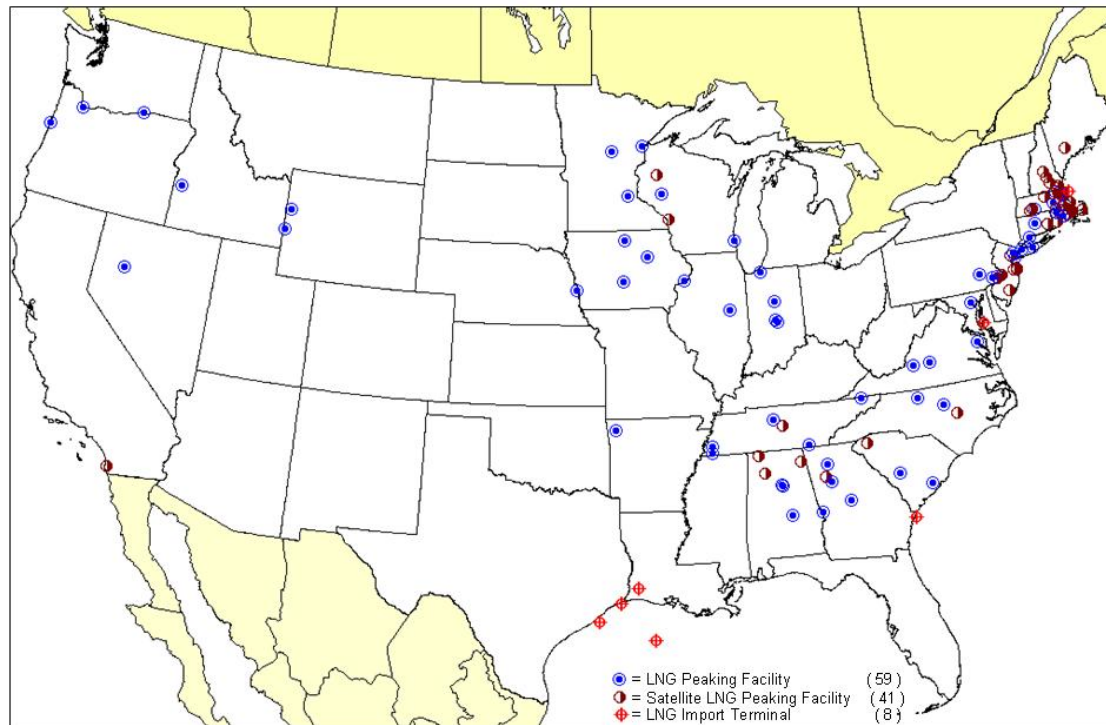 = LNG Peaking Facility (59)
= Satellite LNG Peaking Facility (41)
= LNG Import Terminal (8)